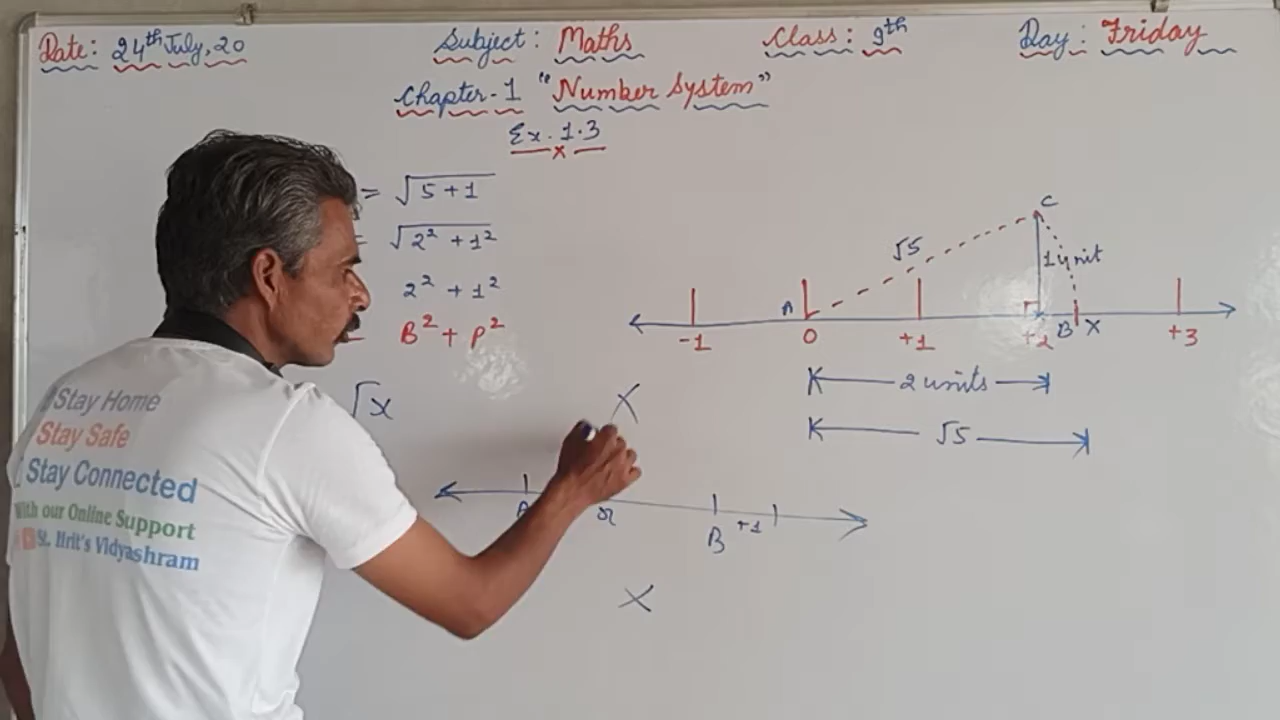 Date: 24th July, 20 Subject: Maths Class: 9th Day: Friday
Chapter-1 "Number System"
Ex. 1.3
x
= √5+1
= √2² + 1²
2² + 1²
B² + P²
√x
C
√5
1 unit
A B X
-1 0 +1 +2 +3
2 units
√5
A x B +1
Stay Home
Stay Safe
Stay Connected
With our Online Support
St. Hrit's Vidyashram